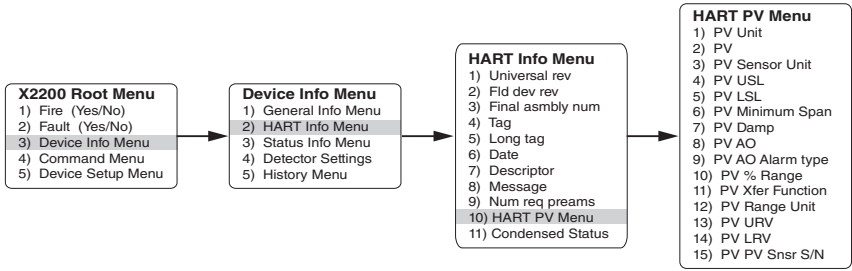 X2200 Root Menu
1) Fire (Yes/No)
2) Fault (Yes/No)
3) Device Info Menu
4) Command Menu
5) Device Setup Menu
Device Info Menu
1) General Info Menu
2) HART Info Menu
3) Status Info Menu
4) Detector Settings
5) History Menu
HART Info Menu
1) Universal rev
2) Fld dev rev
3) Final asmbly num
4) Tag
5) Long tag
6) Date
7) Descriptor
8) Message
9) Num req preams
10) HART PV Menu
11) Condensed Status
HART PV Menu
1) PV Unit
2) PV
3) PV Sensor Unit
4) PV USL
5) PV LSL
6) PV Minimum Span
7) PV Damp
8) PV AO
9) PV AO Alarm type
10) PV % Range
11) PV Xfer Function
12) PV Range Unit
13) PV URV
14) PV LRV
15) PV PV Snsr S/N